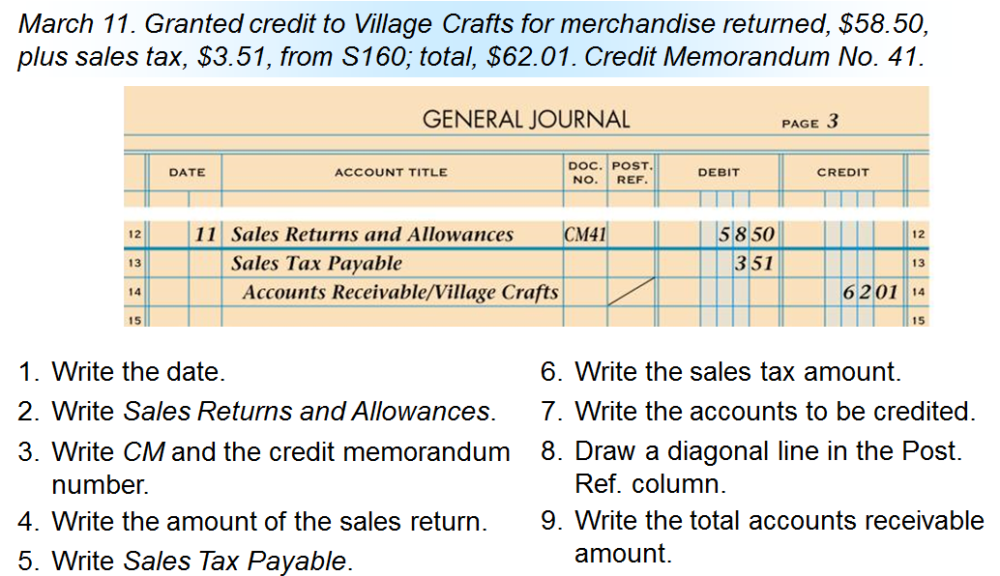 March 11. Granted credit to Village Crafts for merchandise returned, $58.50,
plus sales tax, $3.51, from S160; total, $62.01. Credit Memorandum No. 41.
GENERAL JOURNAL PAGE 3
DATE ACCOUNT TITLE DOC. NO. POST. REF. DEBIT CREDIT
12 11 Sales Returns and Allowances CM41 58 50 12
13 Sales Tax Payable 3 51 13
14 Accounts Receivable/Village Crafts 62 01 14
15 15
1. Write the date.
2. Write Sales Returns and Allowances.
3. Write CM and the credit memorandum
number.
4. Write the amount of the sales return.
5. Write Sales Tax Payable.
6. Write the sales tax amount.
7. Write the accounts to be credited.
8. Draw a diagonal line in the Post.
Ref. column.
9. Write the total accounts receivable
amount.